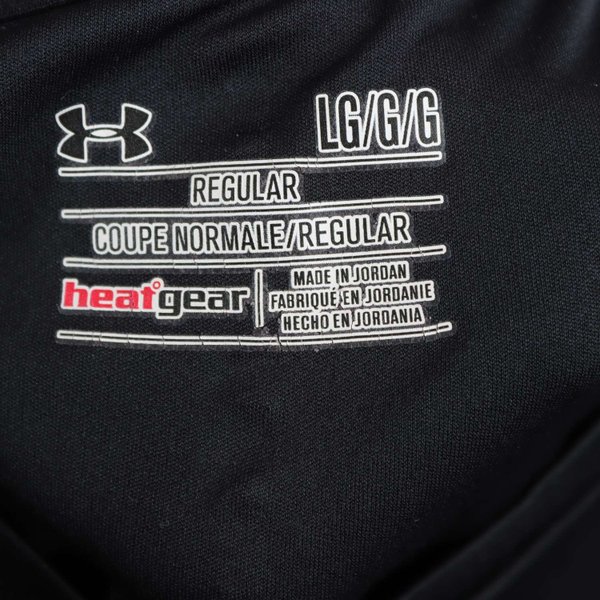 LG/G/G
REGULAR
COUPE NORMALE/REGULAR
heatgear
MADE IN JORDAN
FABRIQUÉ EN JORDANIE
HECHO EN JORDANIA